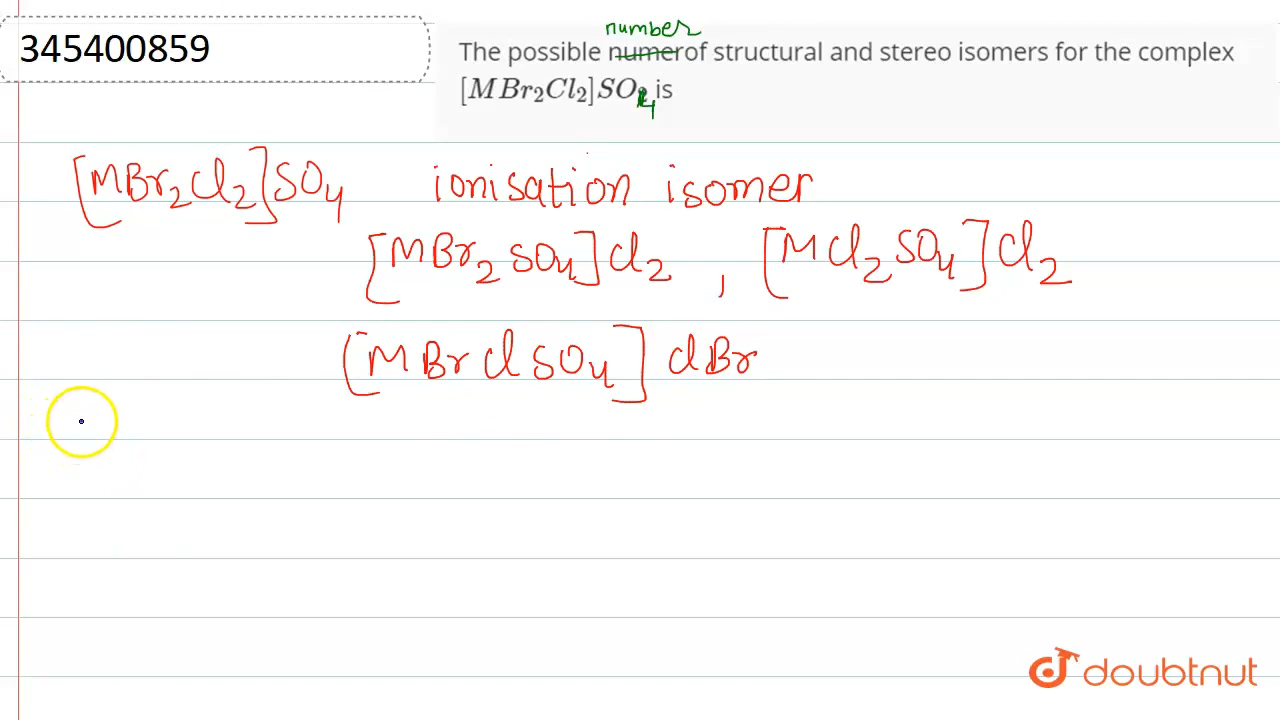 345400859
number
The possible numerof structural and stereo isomers for the complex
[MBr₂Cl₂]SO₄ is
[MBr₂Cl₂]SO₄ ionisation isomer
[MBr₂SO₄]Cl₂ , [MCl₂SO₄]Cl₂
[MBrClSO₄] ClBr
doubtnut